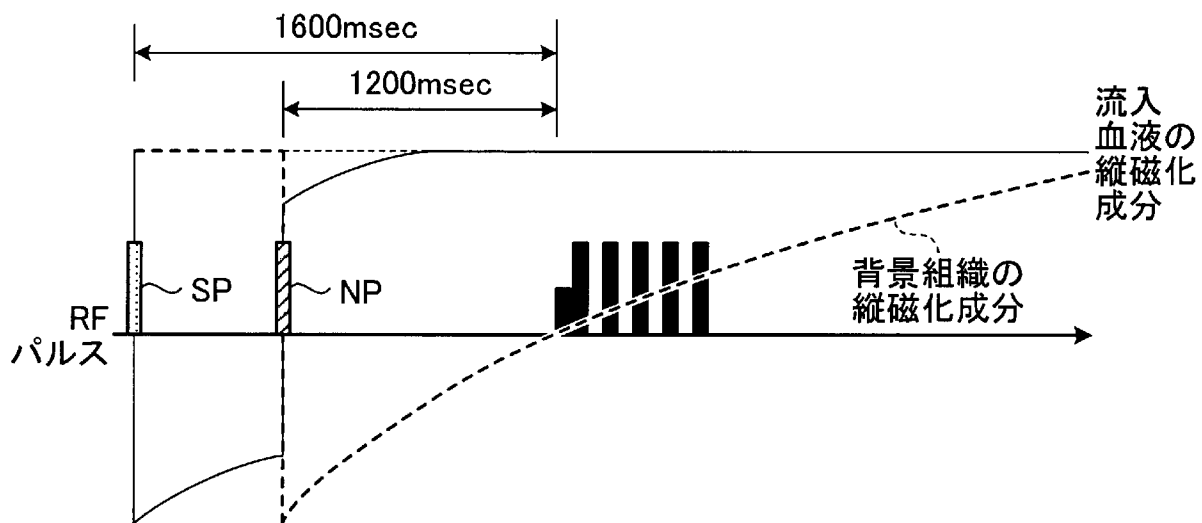 1600msec
1200msec
流入
血液の
縦磁化
成分
SP
NP
背景組織の
縦磁化成分
RF
パルス